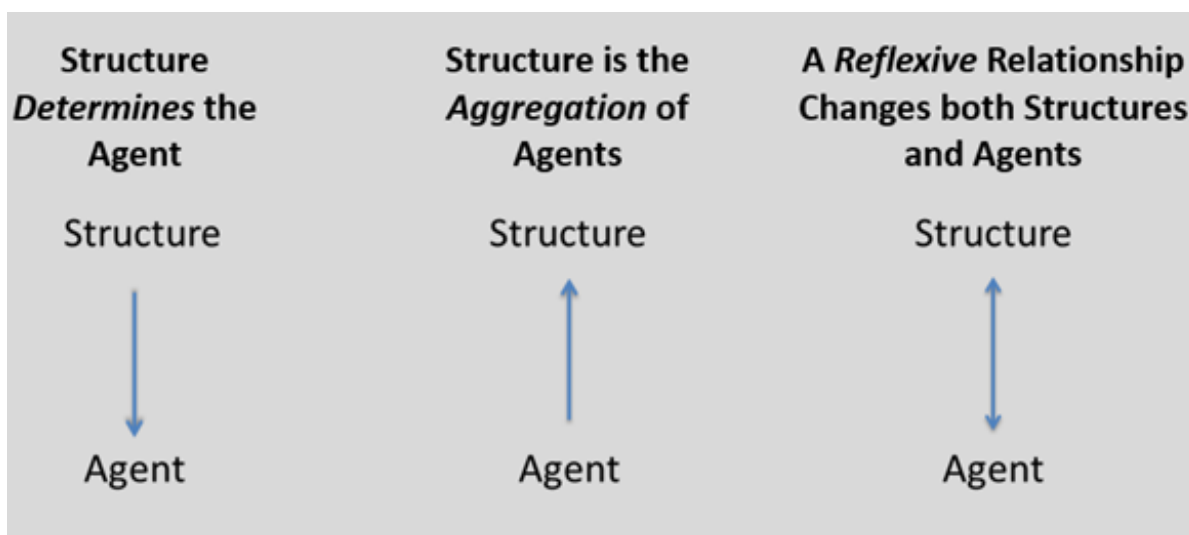 Structure
Determines the
Agent
Structure
Agent
Structure is the
Aggregation of
Agents
Structure
Agent
A Reflexive Relationship
Changes both Structures
and Agents
Structure
Agent